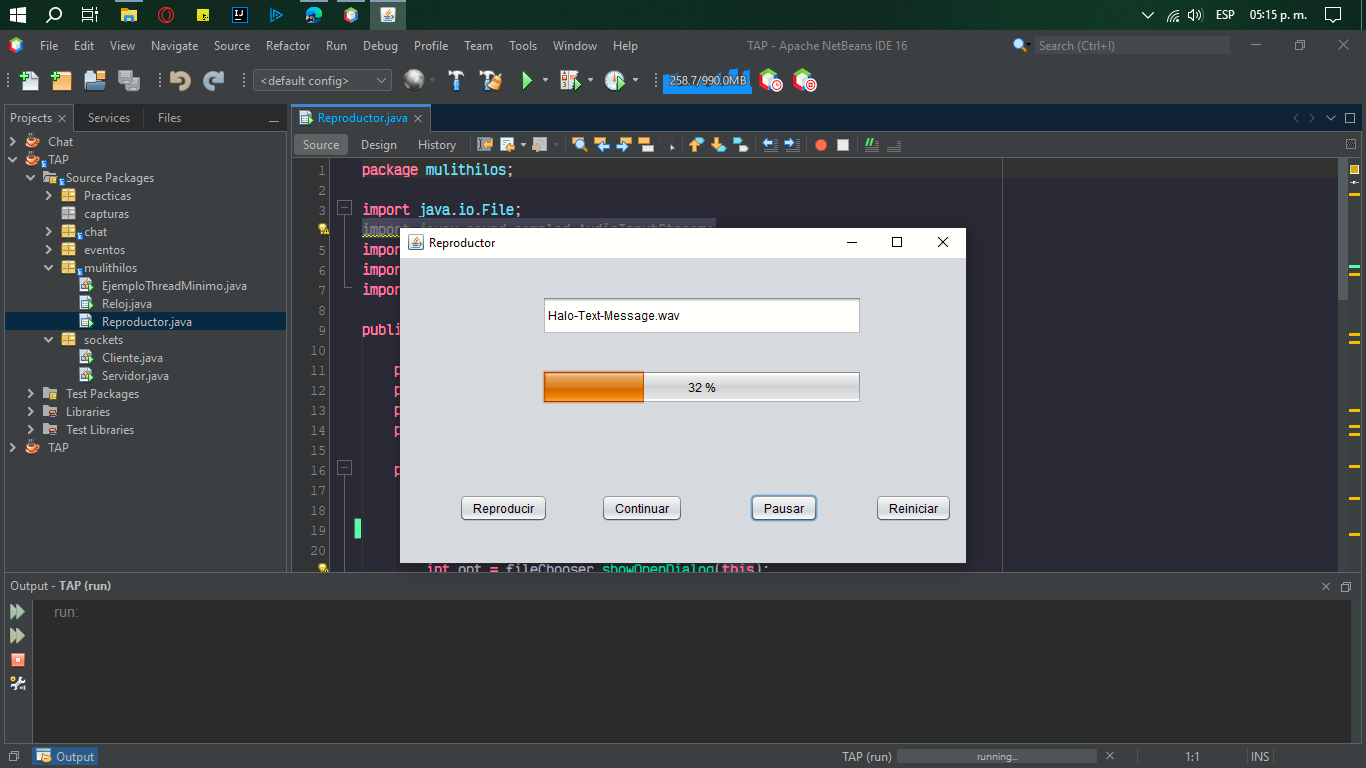 ESP 05:15 p. m.
File Edit View Navigate Source Refactor Run Debug Profile Team Tools Window Help TAP - Apache NetBeans IDE 16 Search (Ctrl+I)
<default config> 258.7/990.0MB
Projects Services Files Reproductor.java
Source Design History
Chat
TAP
Source Packages
Practicas
capturas
chat
eventos
mulithilos
EjemploThreadMinimo.java
Reloj.java
Reproductor.java
sockets
Cliente.java
Servidor.java
Test Packages
Libraries
Test Libraries
TAP
1 package mulithilos;
2
3 import java.io.File;
5 impor
6 impor
7 impor
8
9 publi
10
11 p
12 p
13 p
14 p
15
16 p
17
18
19
20
int opt = fileChooser.showOpenDialog(this);
Reproductor
Halo-Text-Message.wav
32 %
Reproducir Continuar Pausar Reiniciar
Output - TAP (run)
run:
Output TAP (run) running... 1:1 INS